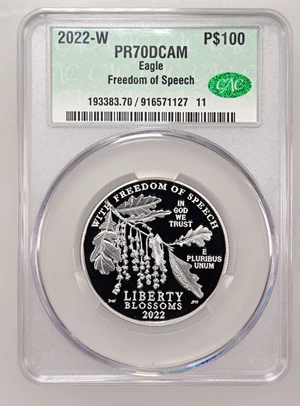 2022-W P$100
PR70DCAM
Eagle
Freedom of Speech
CAC
193383.70 / 916571127 11
WITH FREEDOM OF SPEECH
IN
GOD
WE
TRUST
E
PLURIBUS
UNUM
LIBERTY
BLOSSOMS
2022